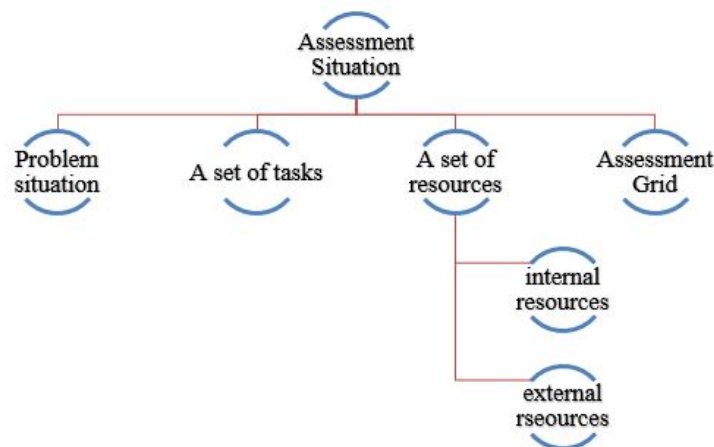 Assessment
Situation
Problem
situation
A set of tasks
A set of
resources
Assessment
Grid
internal
resources
external
rseources